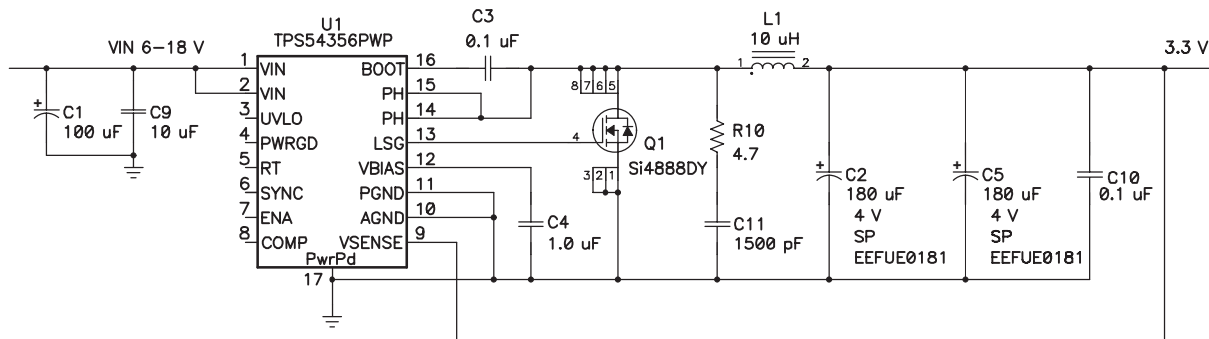 U1
TPS54356PWP
C3
0.1 uF
L1
10 uH
VIN 6–18 V
3.3 V
1 VIN BOOT 16
2 VIN PH 15
3 UVLO PH 14
4 PWRGD LSG 13
5 RT VBIAS 12
6 SYNC PGND 11
7 ENA AGND 10
8 COMP VSENSE 9
PwrPd
17
+
C1
100 uF
C9
10 uF
C4
1.0 uF
8 7 6 5
4
3 2 1
Q1
Si4888DY
R10
4.7
C11
1500 pF
1 2
+
C2
180 uF
4 V
SP
EEFUE0181
+
C5
180 uF
4 V
SP
EEFUE0181
C10
0.1 uF